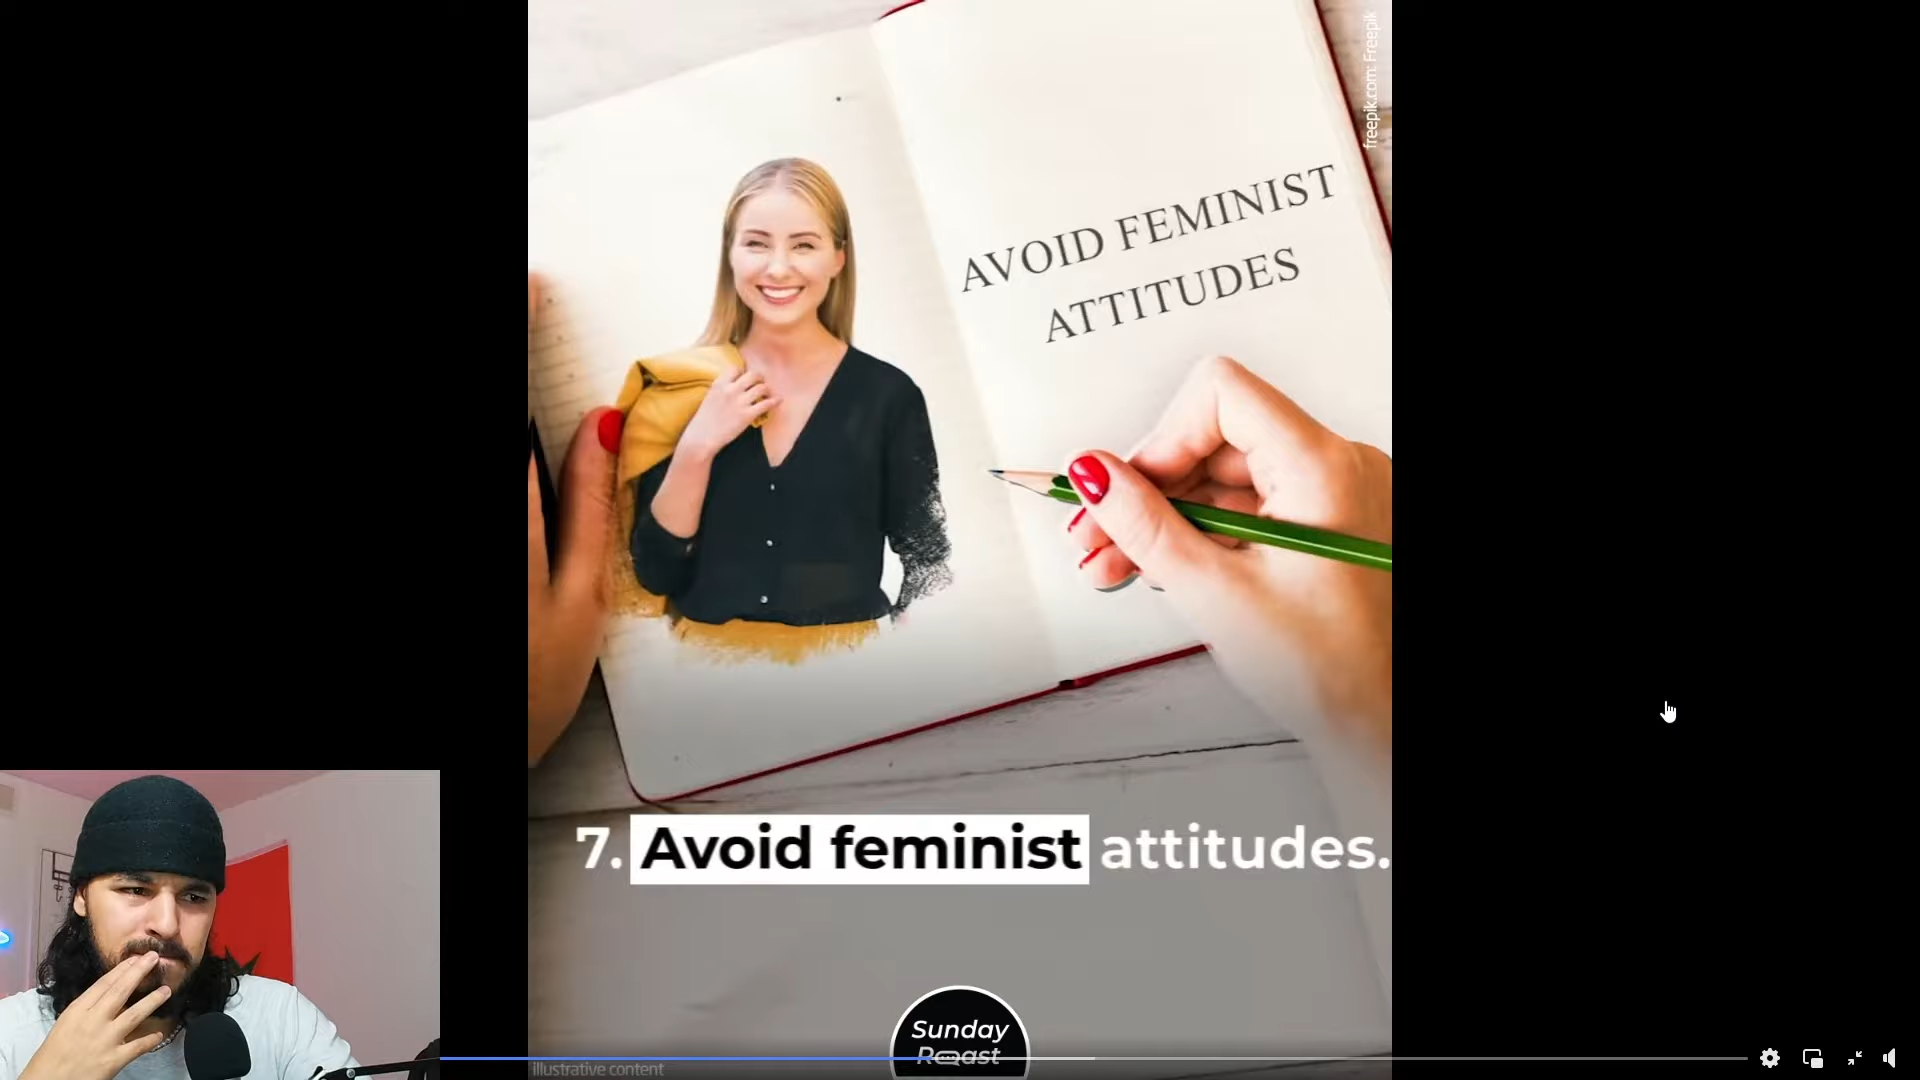 freepik.com: Freepik
AVOID FEMINIST
ATTITUDES
7. Avoid feminist attitudes.
Sunday
Roast
illustrative content